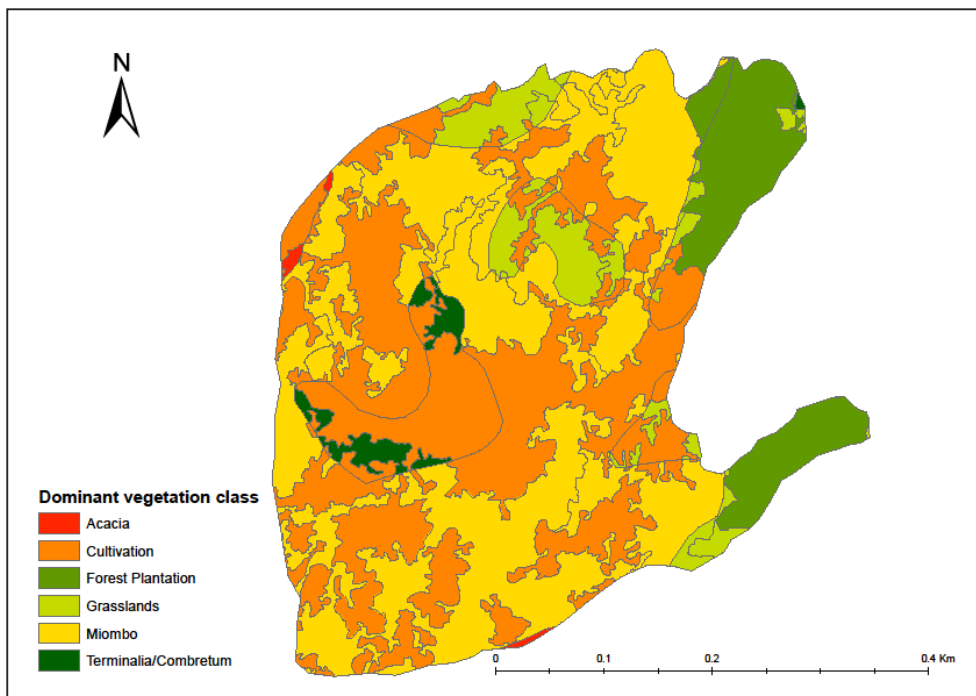 N
Dominant vegetation class
Acacia
Cultivation
Forest Plantation
Grasslands
Miombo
Terminalia/Combretum
0 0.1 0.2 0.4 Km